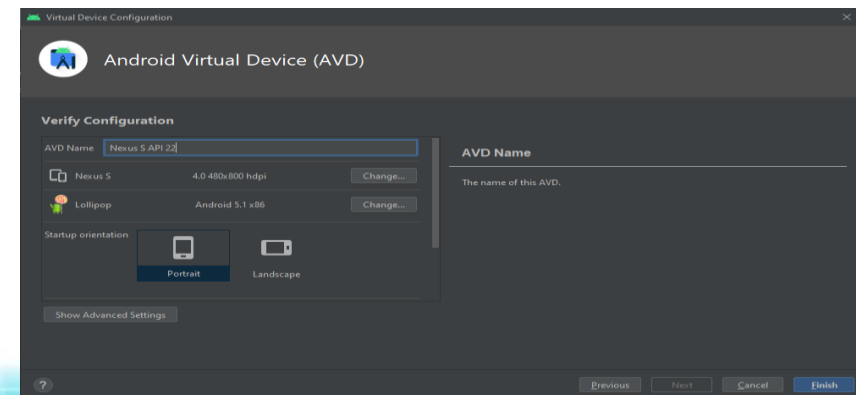 Virtual Device Configuration
Android Virtual Device (AVD)
Verify Configuration
AVD Name Nexus S API 22
Nexus S 4.0 480x800 hdpi Change...
Lollipop Android 5.1 x86 Change...
Startup orientation
Portrait Landscape
Show Advanced Settings
AVD Name
The name of this AVD.
? Previous Next Cancel Finish